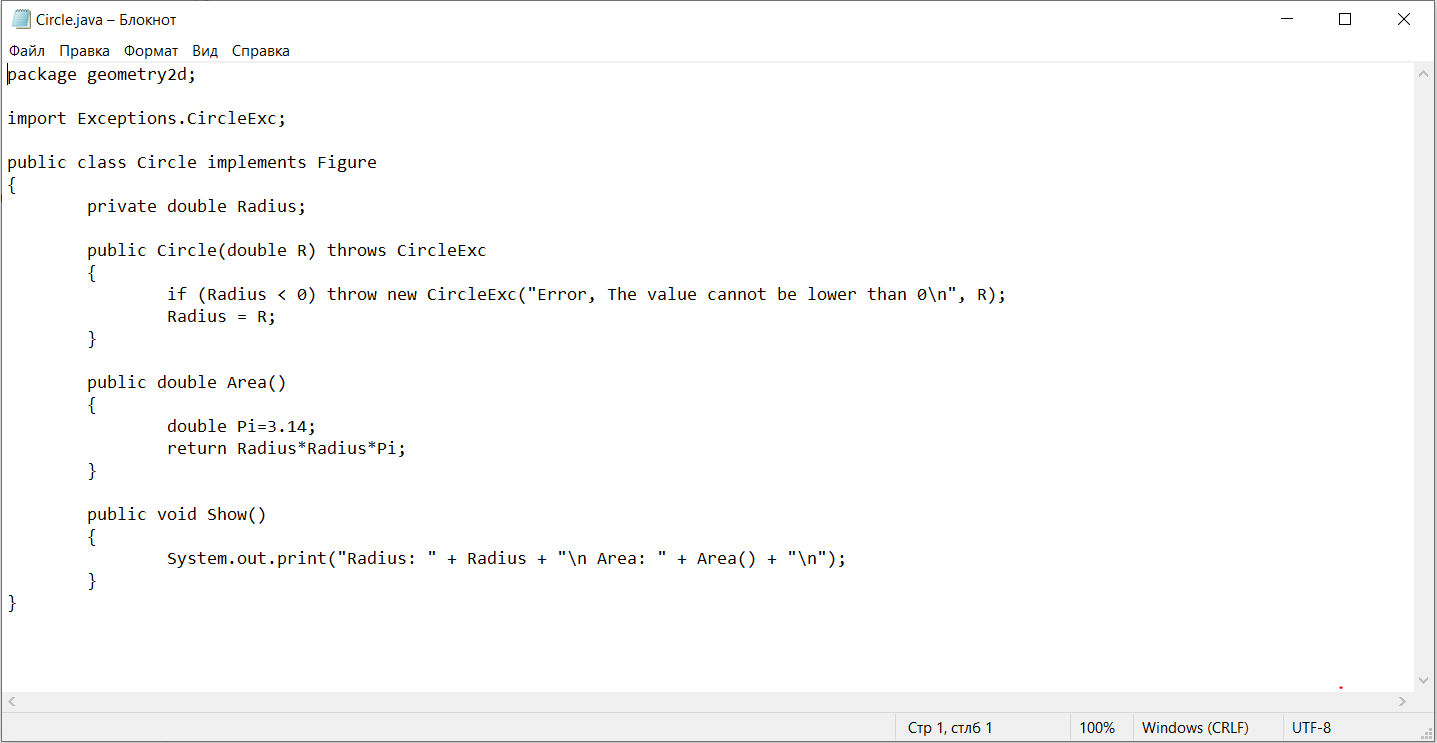 Circle.java – Блокнот
Файл Правка Формат Вид Справка
package geometry2d;
import Exceptions.CircleExc;
public class Circle implements Figure
{
private double Radius;
public Circle(double R) throws CircleExc
{
if (Radius < 0) throw new CircleExc("Error, The value cannot be lower than 0\n", R);
Radius = R;
}
public double Area()
{
double Pi=3.14;
return Radius*Radius*Pi;
}
public void Show()
{
System.out.print("Radius: " + Radius + "\n Area: " + Area() + "\n");
}
}
Стр 1, стлб 1 100% Windows (CRLF) UTF-8